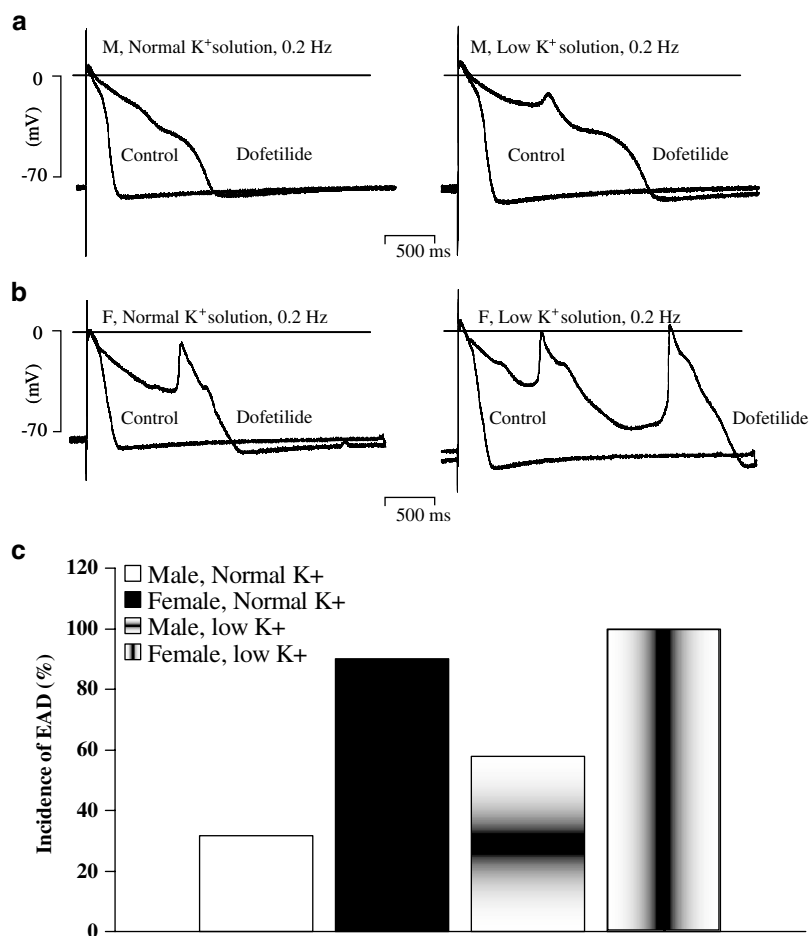 a
M, Normal K+ solution, 0.2 Hz
M, Low K+ solution, 0.2 Hz
0
(mV)
-70
Control
Dofetilide
Control
Dofetilide
500 ms
b
F, Normal K+ solution, 0.2 Hz
F, Low K+ solution, 0.2 Hz
0
(mV)
-70
Control
Dofetilide
Control
Dofetilide
500 ms
c
120
100
80
60
40
20
0
Incidence of EAD (%)
Male, Normal K+
Female, Normal K+
Male, low K+
Female, low K+